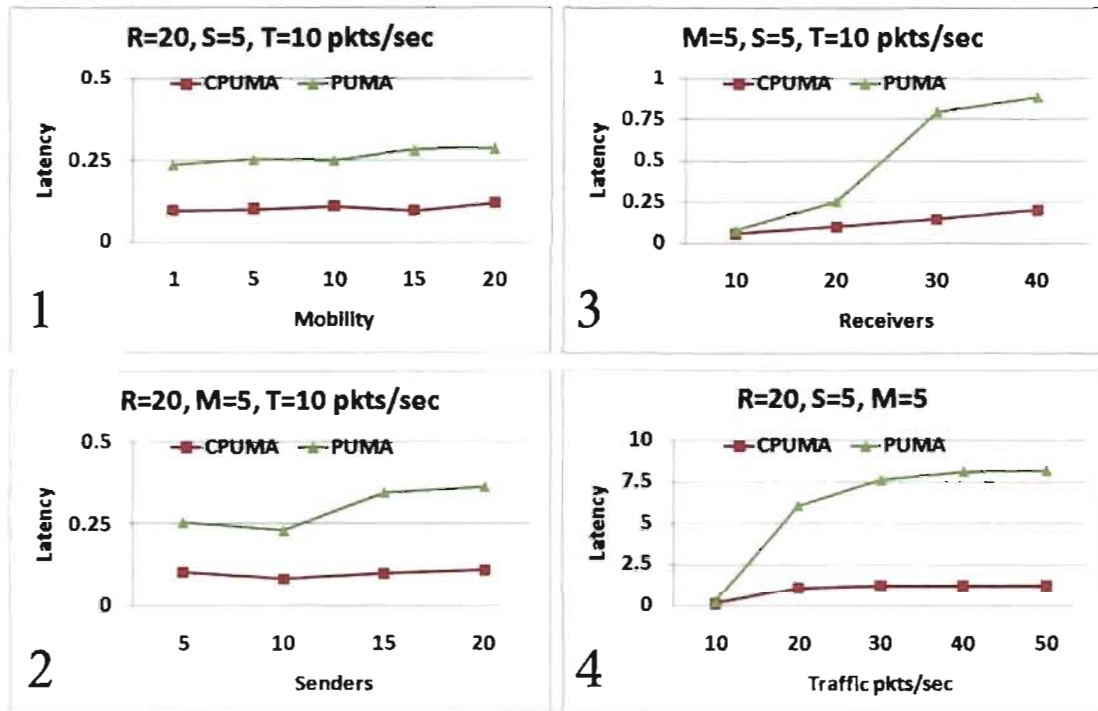 R=20, S=5, T=10 pkts/sec
CPUMA PUMA
0.5
0.25
0
Latency
1 5 10 15 20
Mobility
1
M=5, S=5, T=10 pkts/sec
CPUMA PUMA
1
0.75
0.5
0.25
0
Latency
10 20 30 40
Receivers
3
R=20, M=5, T=10 pkts/sec
CPUMA PUMA
0.5
0.25
0
Latency
5 10 15 20
Senders
2
R=20, S=5, M=5
CPUMA PUMA
10
7.5
5
2.5
0
Latency
10 20 30 40 50
Traffic pkts/sec
4